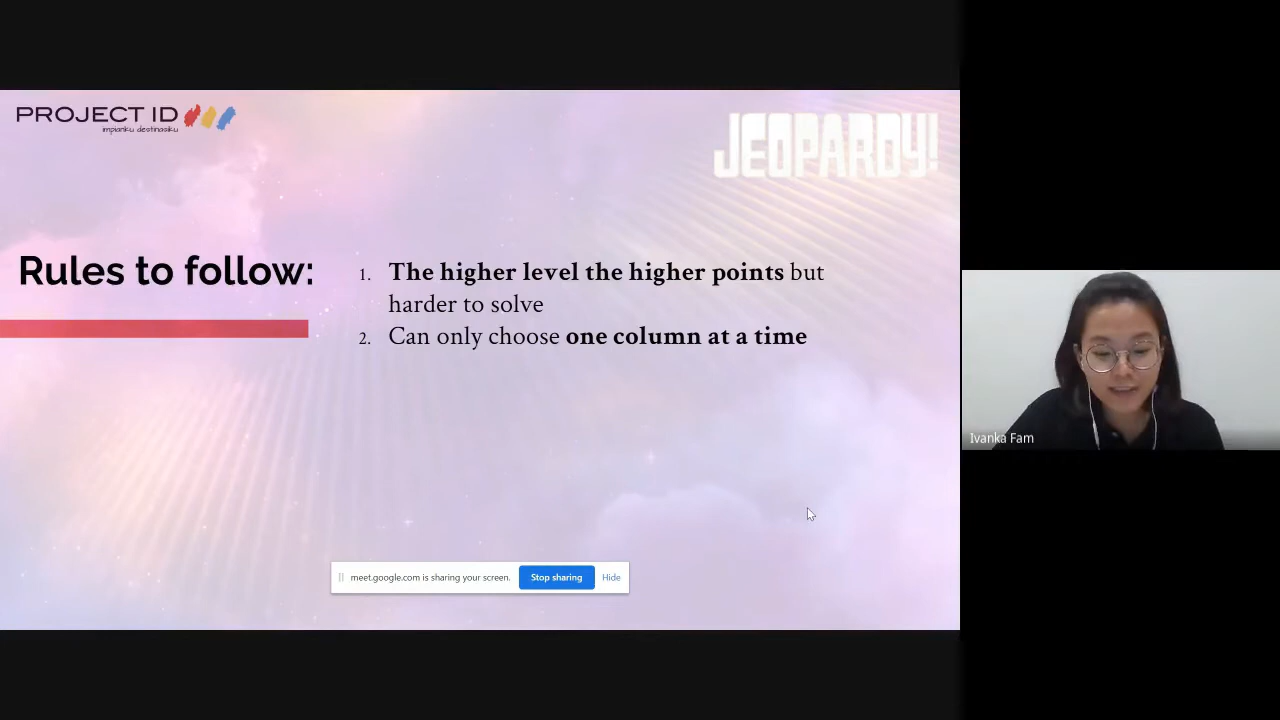 PROJECT ID
impianku destinasiku
JEOPARDY!
Rules to follow:
1. The higher level the higher points but
harder to solve
2. Can only choose one column at a time
Ivanka Fam
meet.google.com is sharing your screen.
Stop sharing
Hide